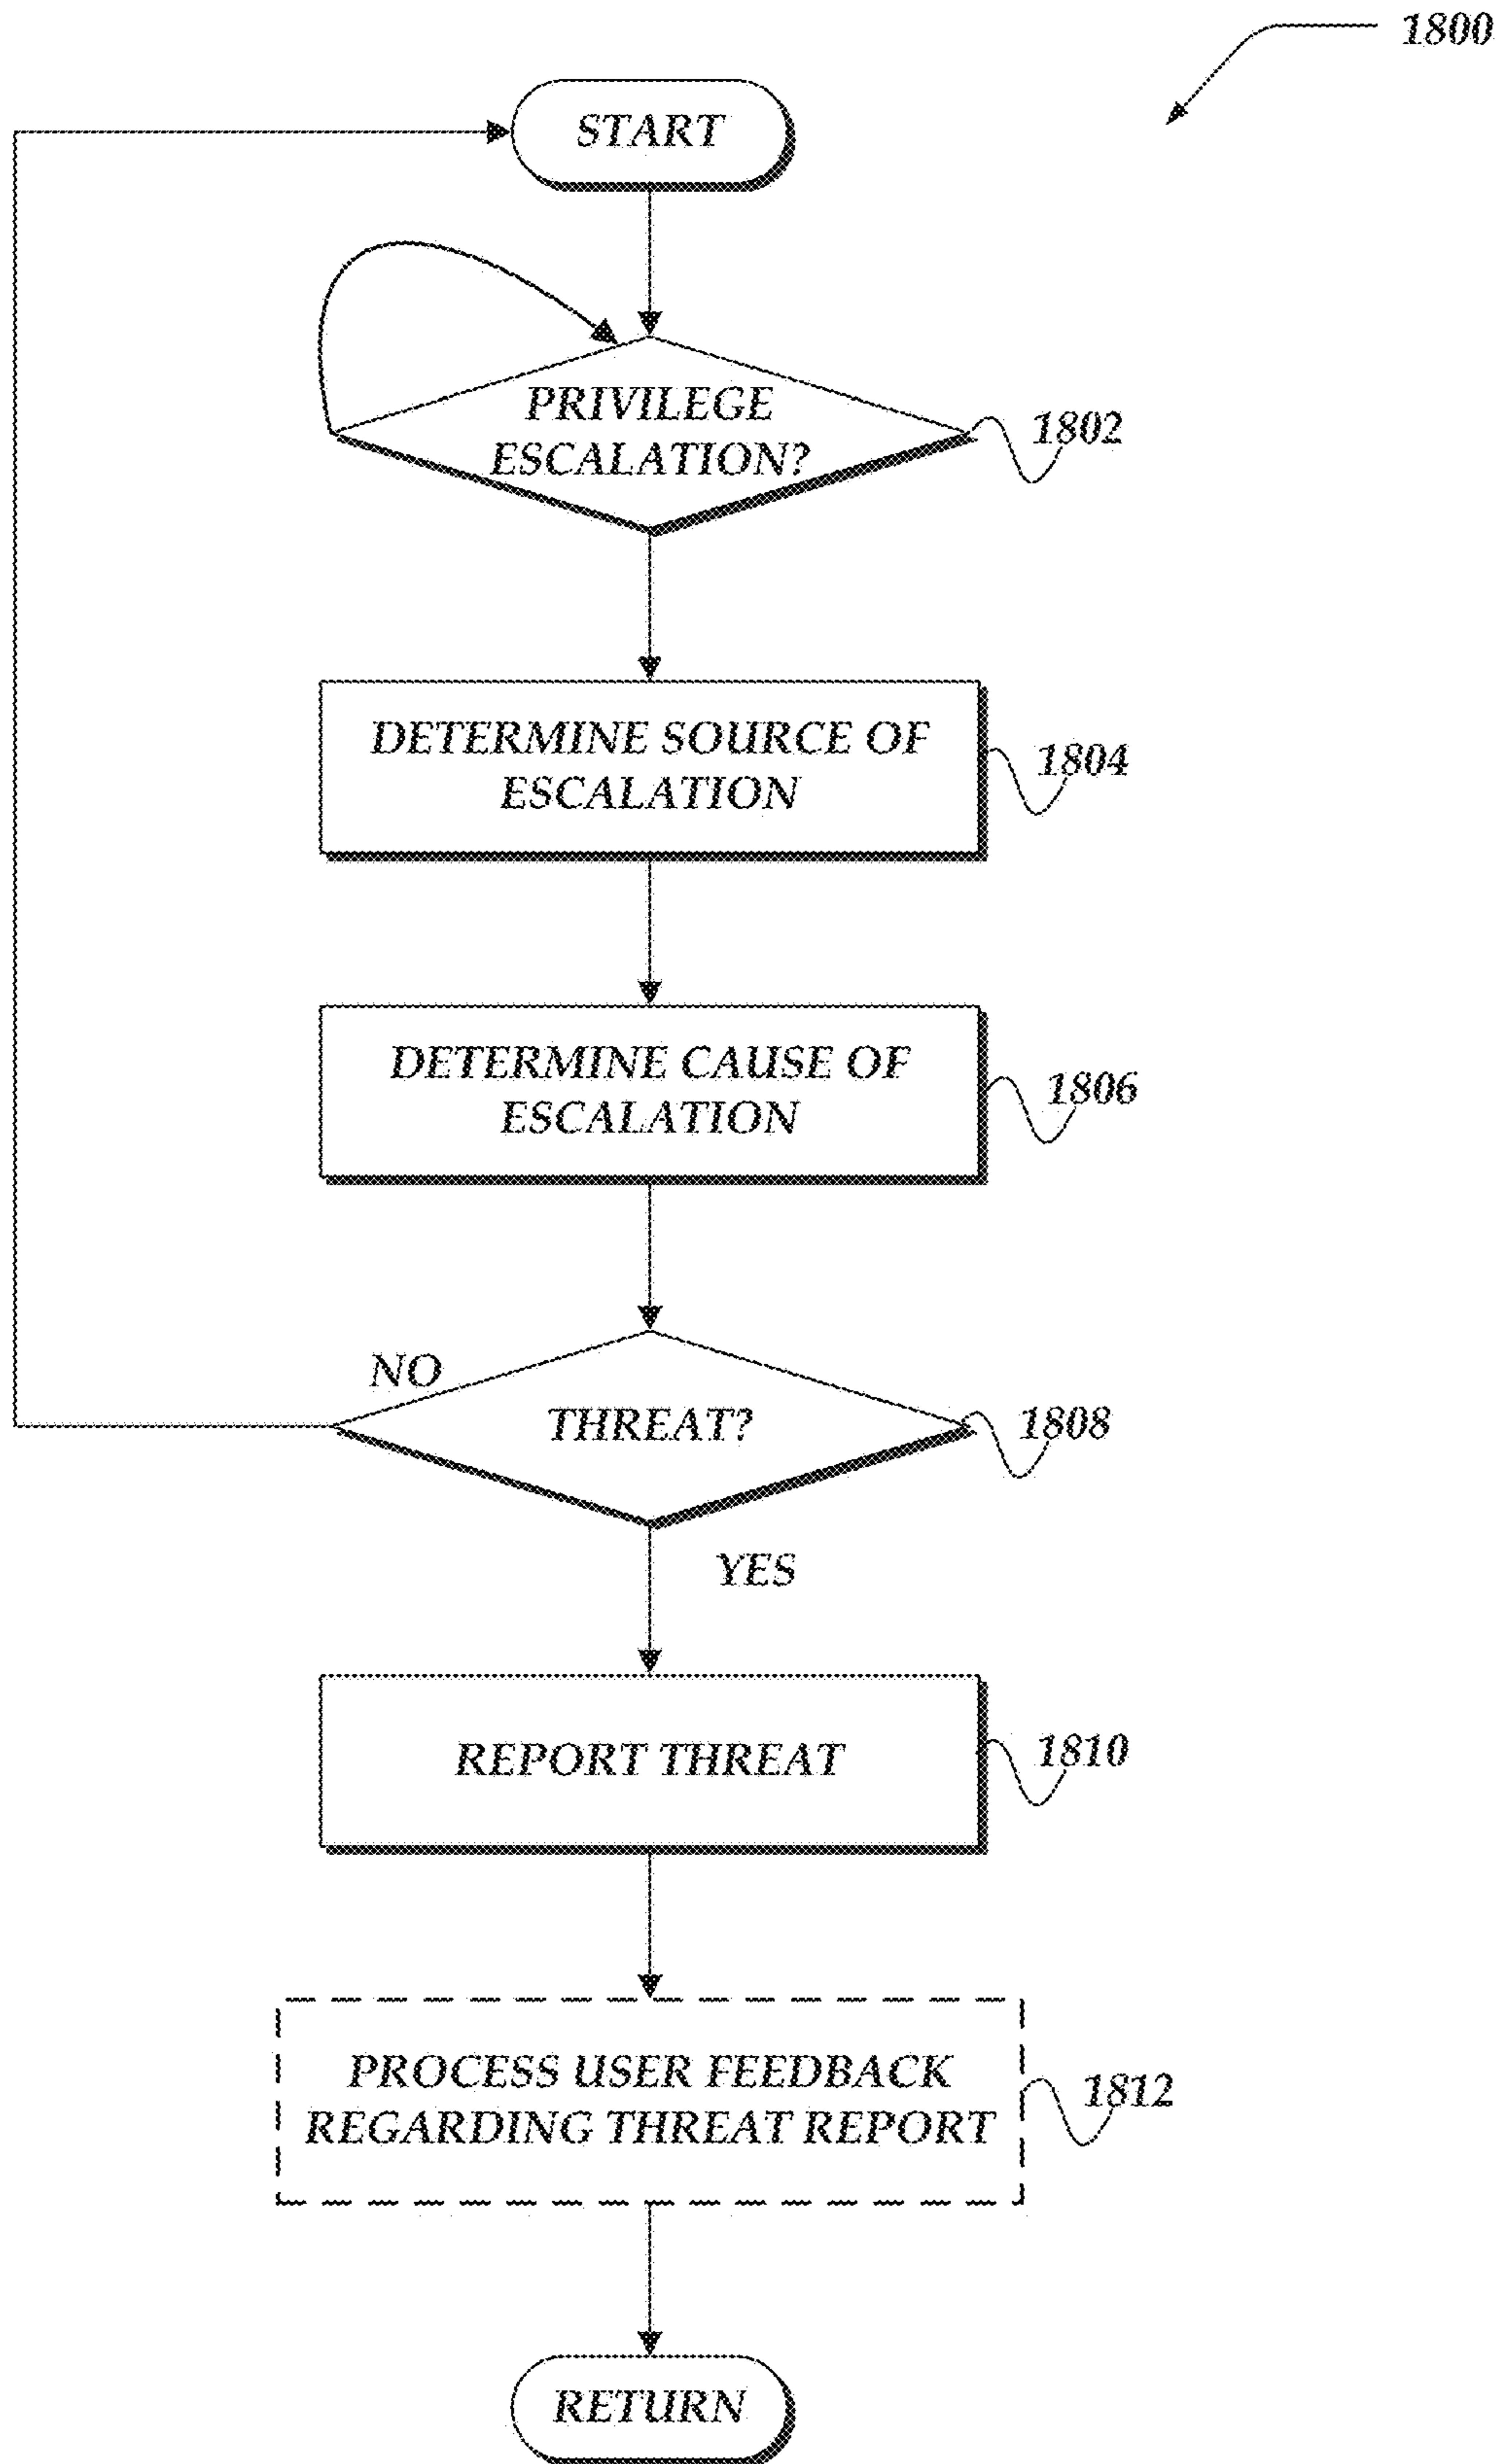 1800
START
PRIVILEGE
ESCALATION?
1802
DETERMINE SOURCE OF
ESCALATION
1804
DETERMINE CAUSE OF
ESCALATION
1806
NO
THREAT?
1808
YES
REPORT THREAT
1810
PROCESS USER FEEDBACK
REGARDING THREAT REPORT
1812
RETURN